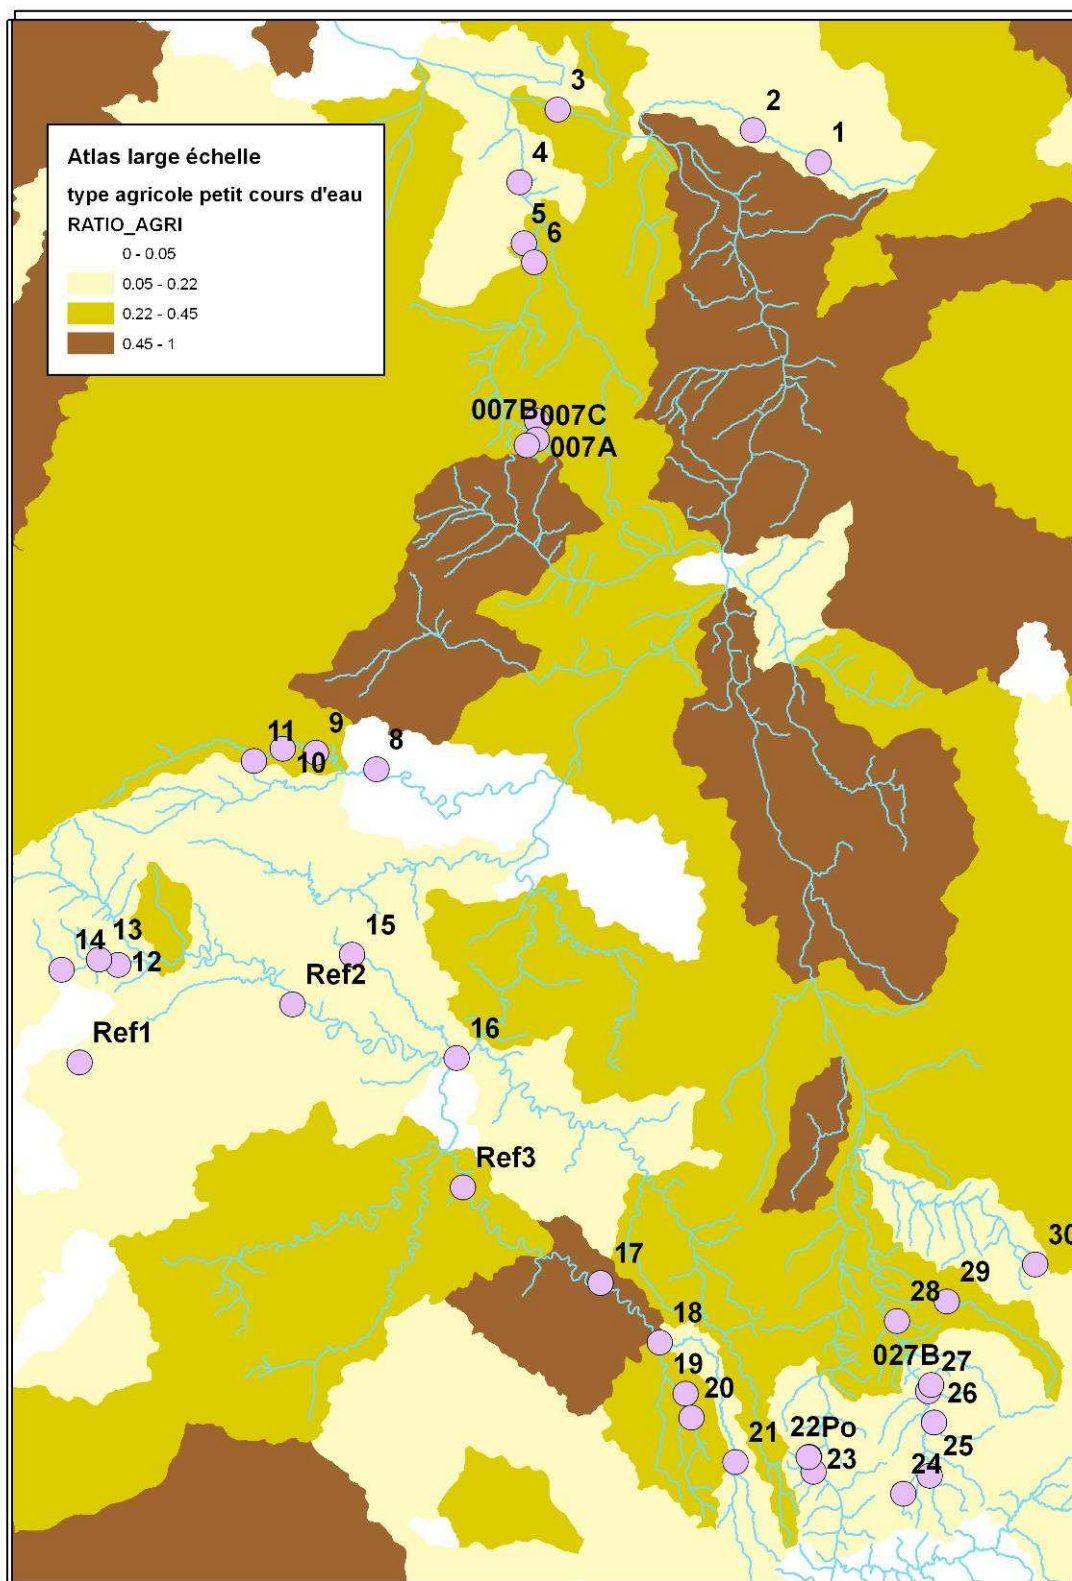 3
2
1
Atlas large échelle
type agricole petit cours d'eau
RATIO_AGRI
0 - 0.05
0.05 - 0.22
0.22 - 0.45
0.45 - 1
4
5
6
007B
007C
007A
11
9
10
8
15
14
13
12
Ref2
Ref1
16
Ref3
17
30
29
28
18
19
20
027B
27
26
21
22Po
23
25
24